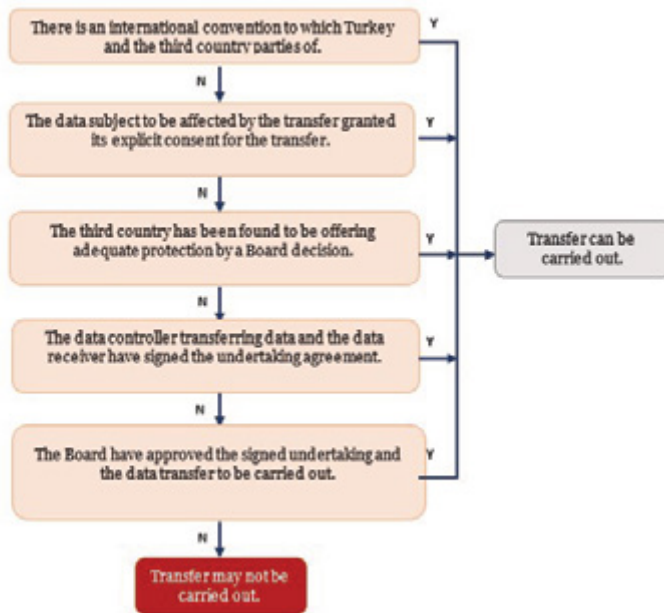 There is an international convention to which Turkey
and the third country parties of.
Y
N
The data subject to be affected by the transfer granted
its explicit consent for the transfer.
Y
N
The third country has been found to be offering
adequate protection by a Board decision.
Y
Transfer can be
carried out.
N
The data controller transferring data and the data
receiver have signed the undertaking agreement.
Y
N
The Board have approved the signed undertaking and
the data transfer to be carried out.
Y
N
Transfer may not be
carried out.